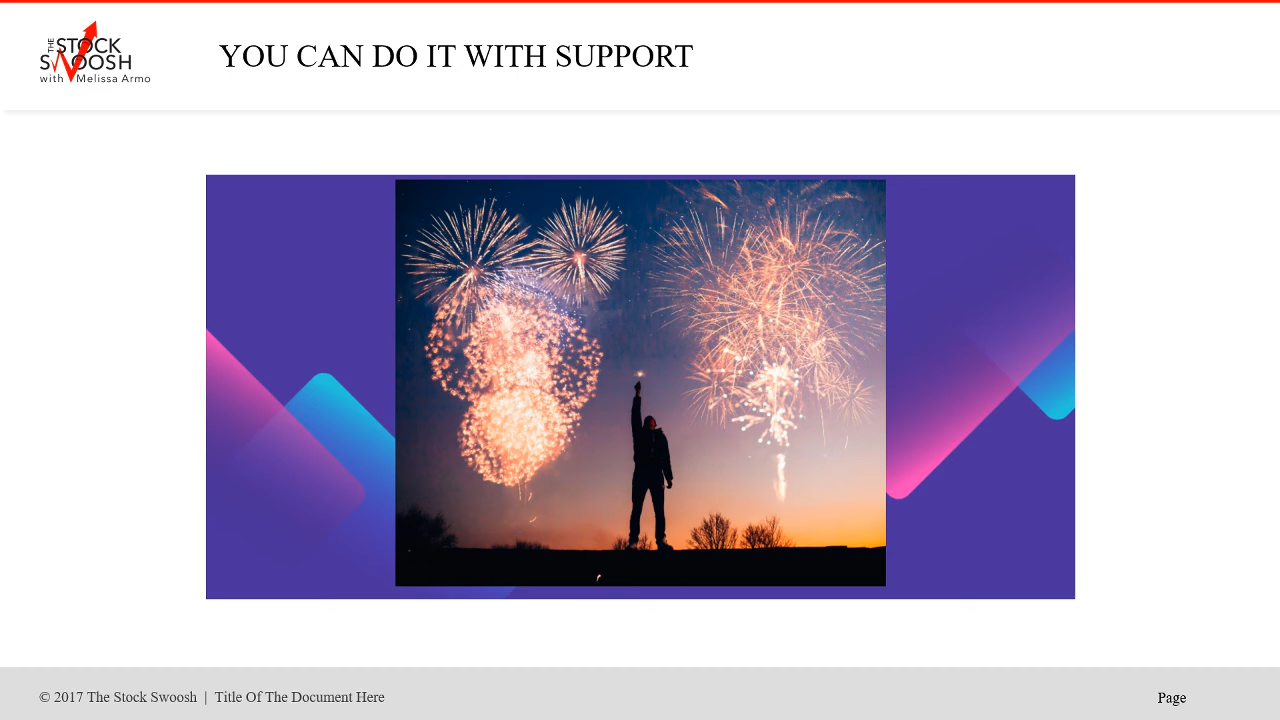 THE STOCK
SWOOSH
with Melissa Armo
YOU CAN DO IT WITH SUPPORT
© 2017 The Stock Swoosh | Title Of The Document Here
Page